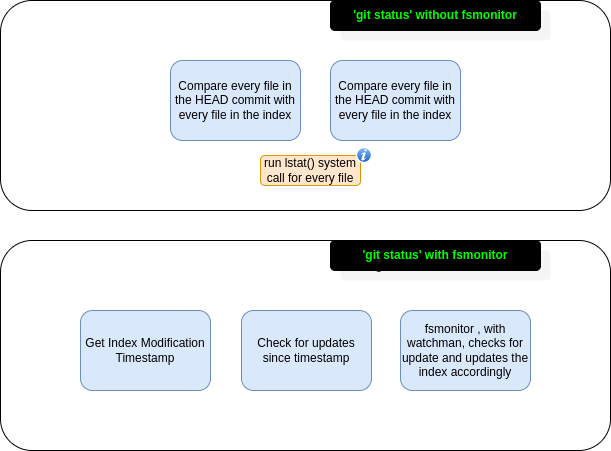 'git status' without fsmonitor
Compare every file in
the HEAD commit with
every file in the index
Compare every file in
the HEAD commit with
every file in the index
run lstat() system
call for every file
'git status' with fsmonitor
Get Index Modification
Timestamp
Check for updates
since timestamp
fsmonitor , with
watchman, checks for
update and updates the
index accordingly